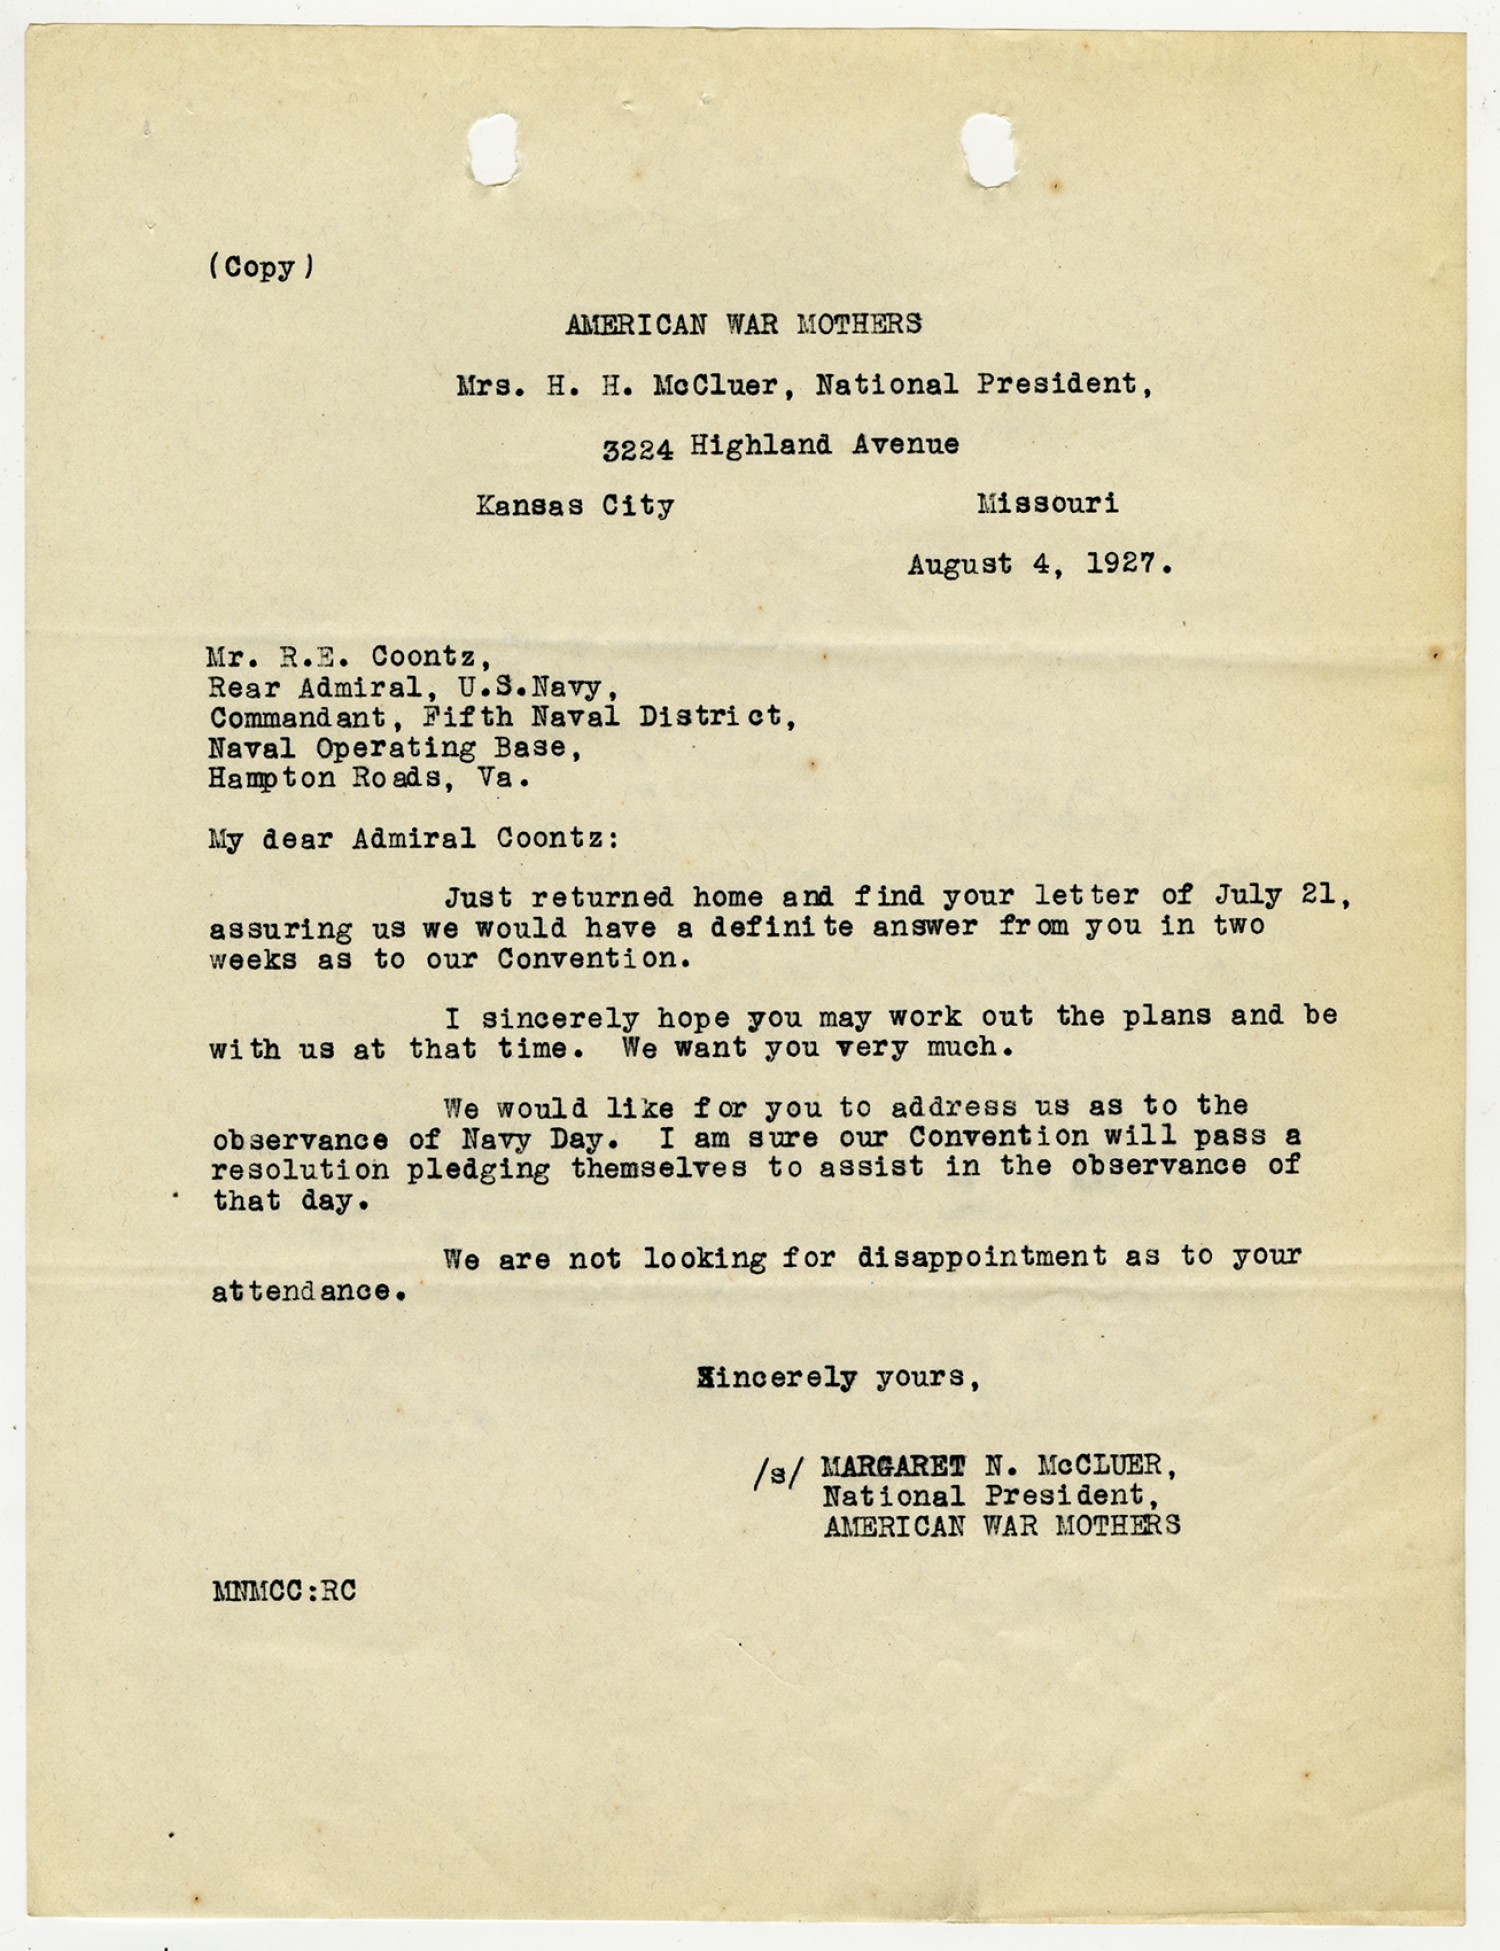 (Copy)
AMERICAN WAR MOTHERS
Mrs. H. H. McCluer, National President,
3224 Highland Avenue
Kansas City Missouri
August 4, 1927.
Mr. R.E. Coontz,
Rear Admiral, U.S.Navy,
Commandant, Fifth Naval District,
Naval Operating Base,
Hampton Roads, Va.
My dear Admiral Coontz:
Just returned home and find your letter of July 21,
assuring us we would have a definite answer from you in two
weeks as to our Convention.
I sincerely hope you may work out the plans and be
with us at that time. We want you very much.
We would like for you to address us as to the
observance of Navy Day. I am sure our Convention will pass a
resolution pledging themselves to assist in the observance of
that day.
We are not looking for disappointment as to your
attendance.
Sincerely yours,
/s/ MARGARET N. McCLUER,
National President,
AMERICAN WAR MOTHERS
MNMCC:RC